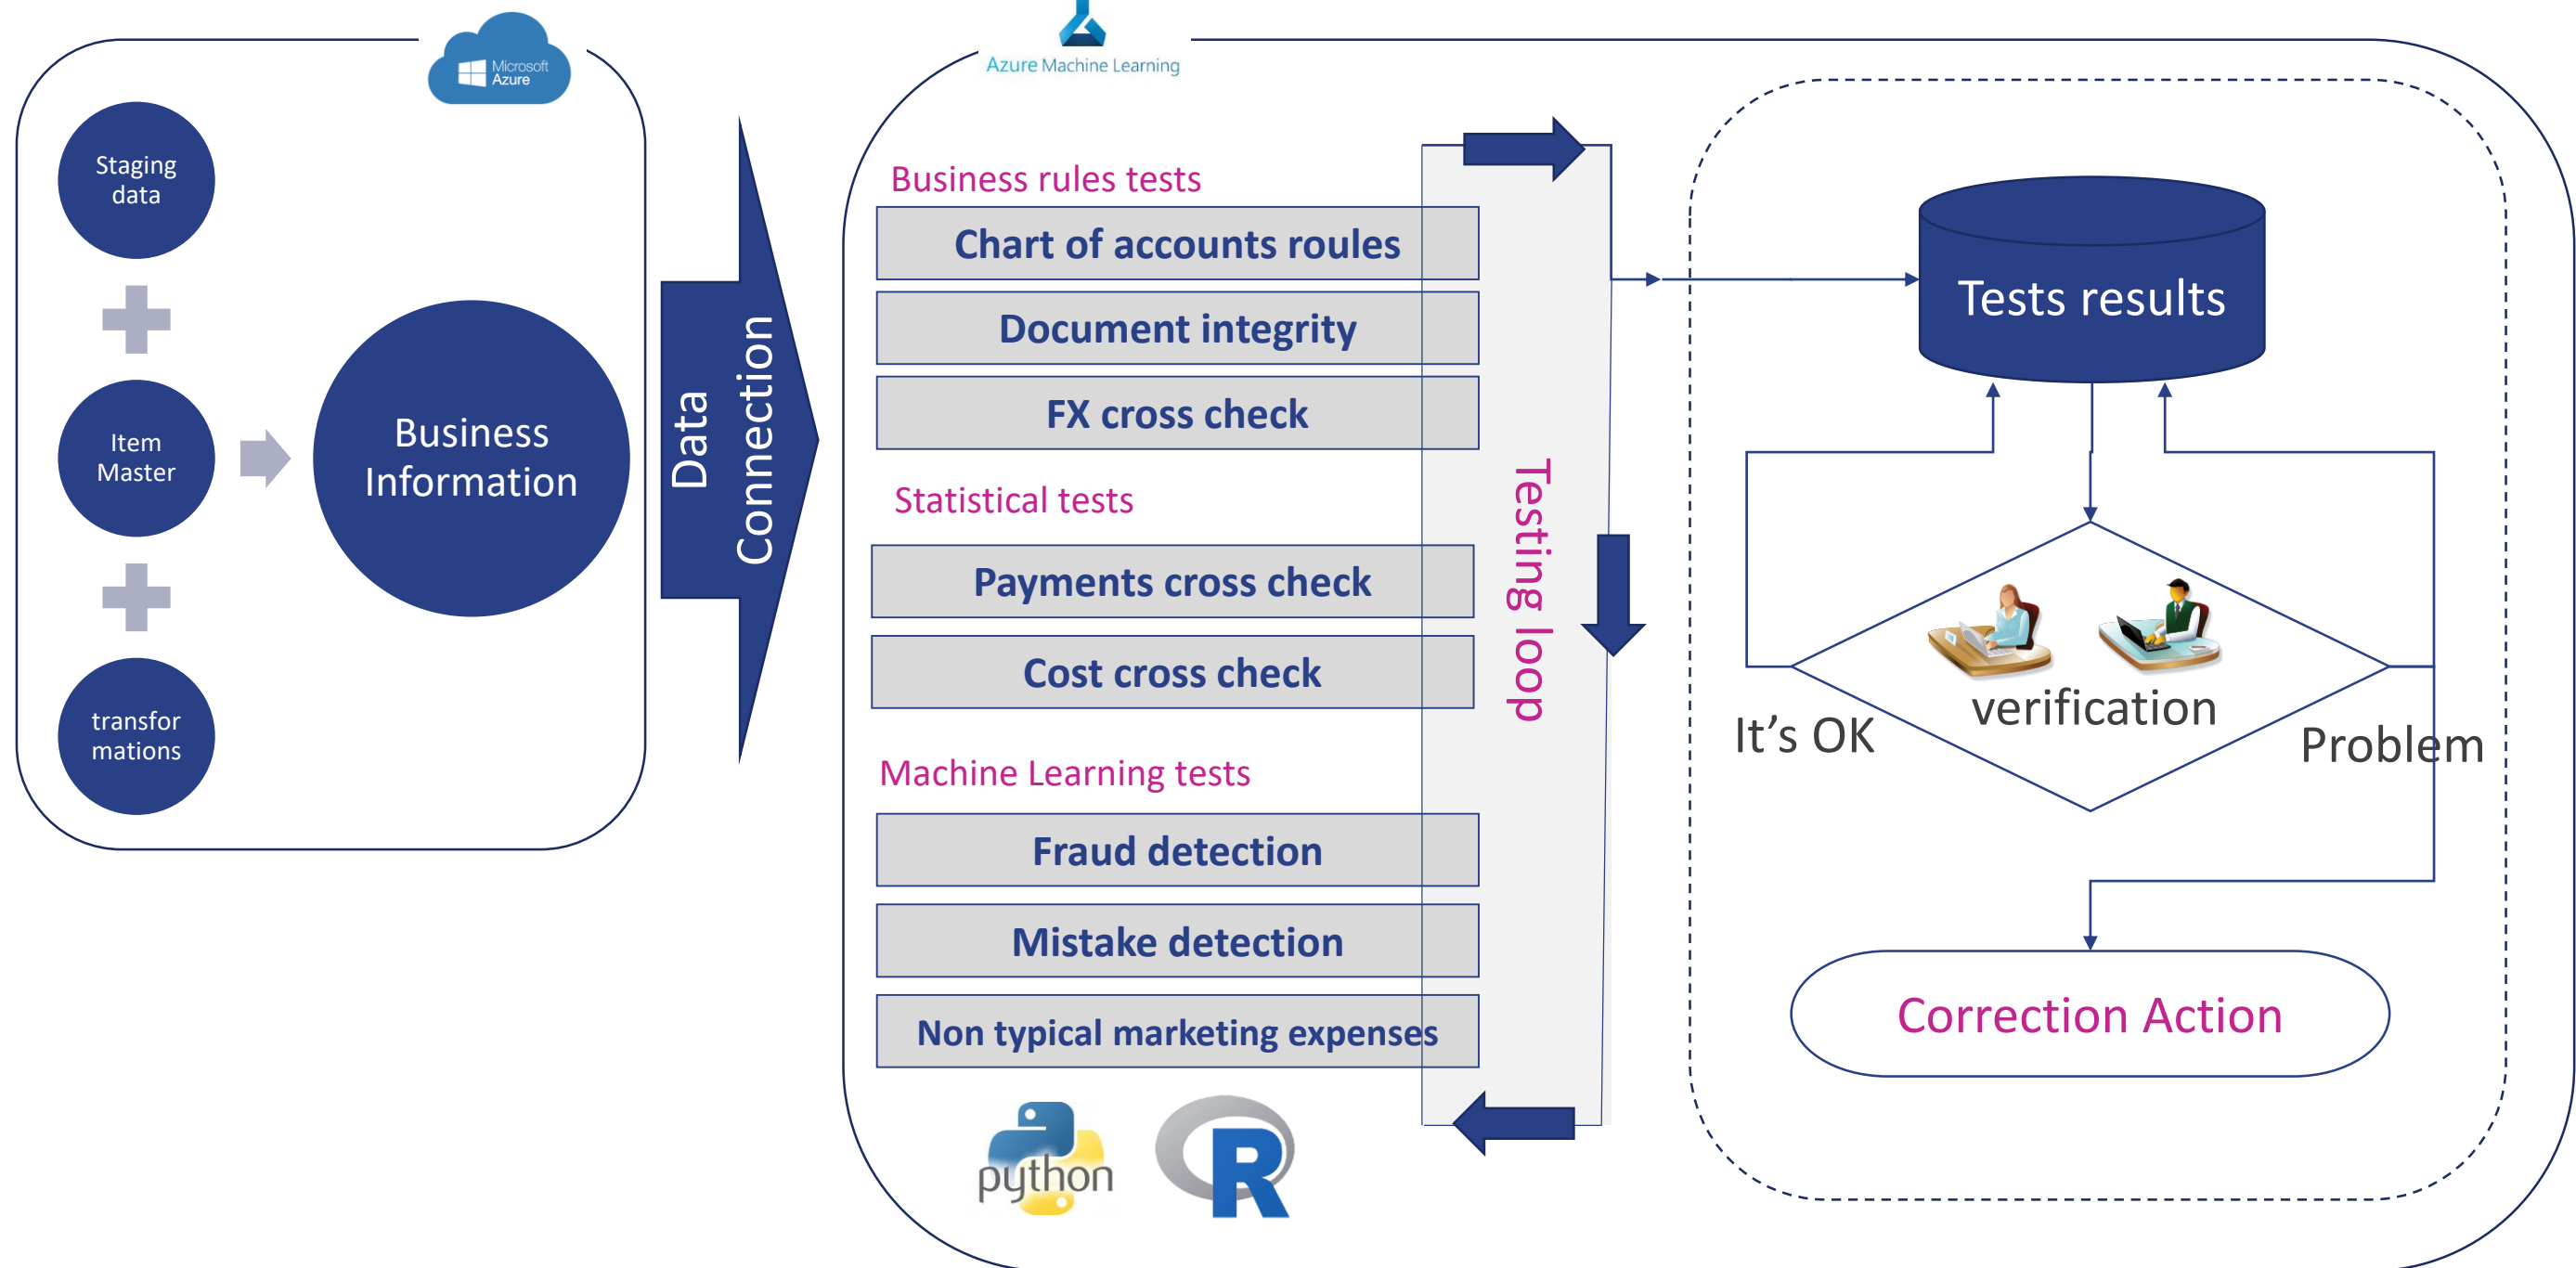 Microsoft
Azure
Staging
data
Item
Master
transfor
mations
Business
Information
Data
Connection
Azure Machine Learning
Business rules tests
Chart of accounts roules
Document integrity
FX cross check
Statistical tests
Payments cross check
Cost cross check
Machine Learning tests
Fraud detection
Mistake detection
Non typical marketing expenses
python
R
Testing loop
Tests results
verification
It’s OK
Problem
Correction Action